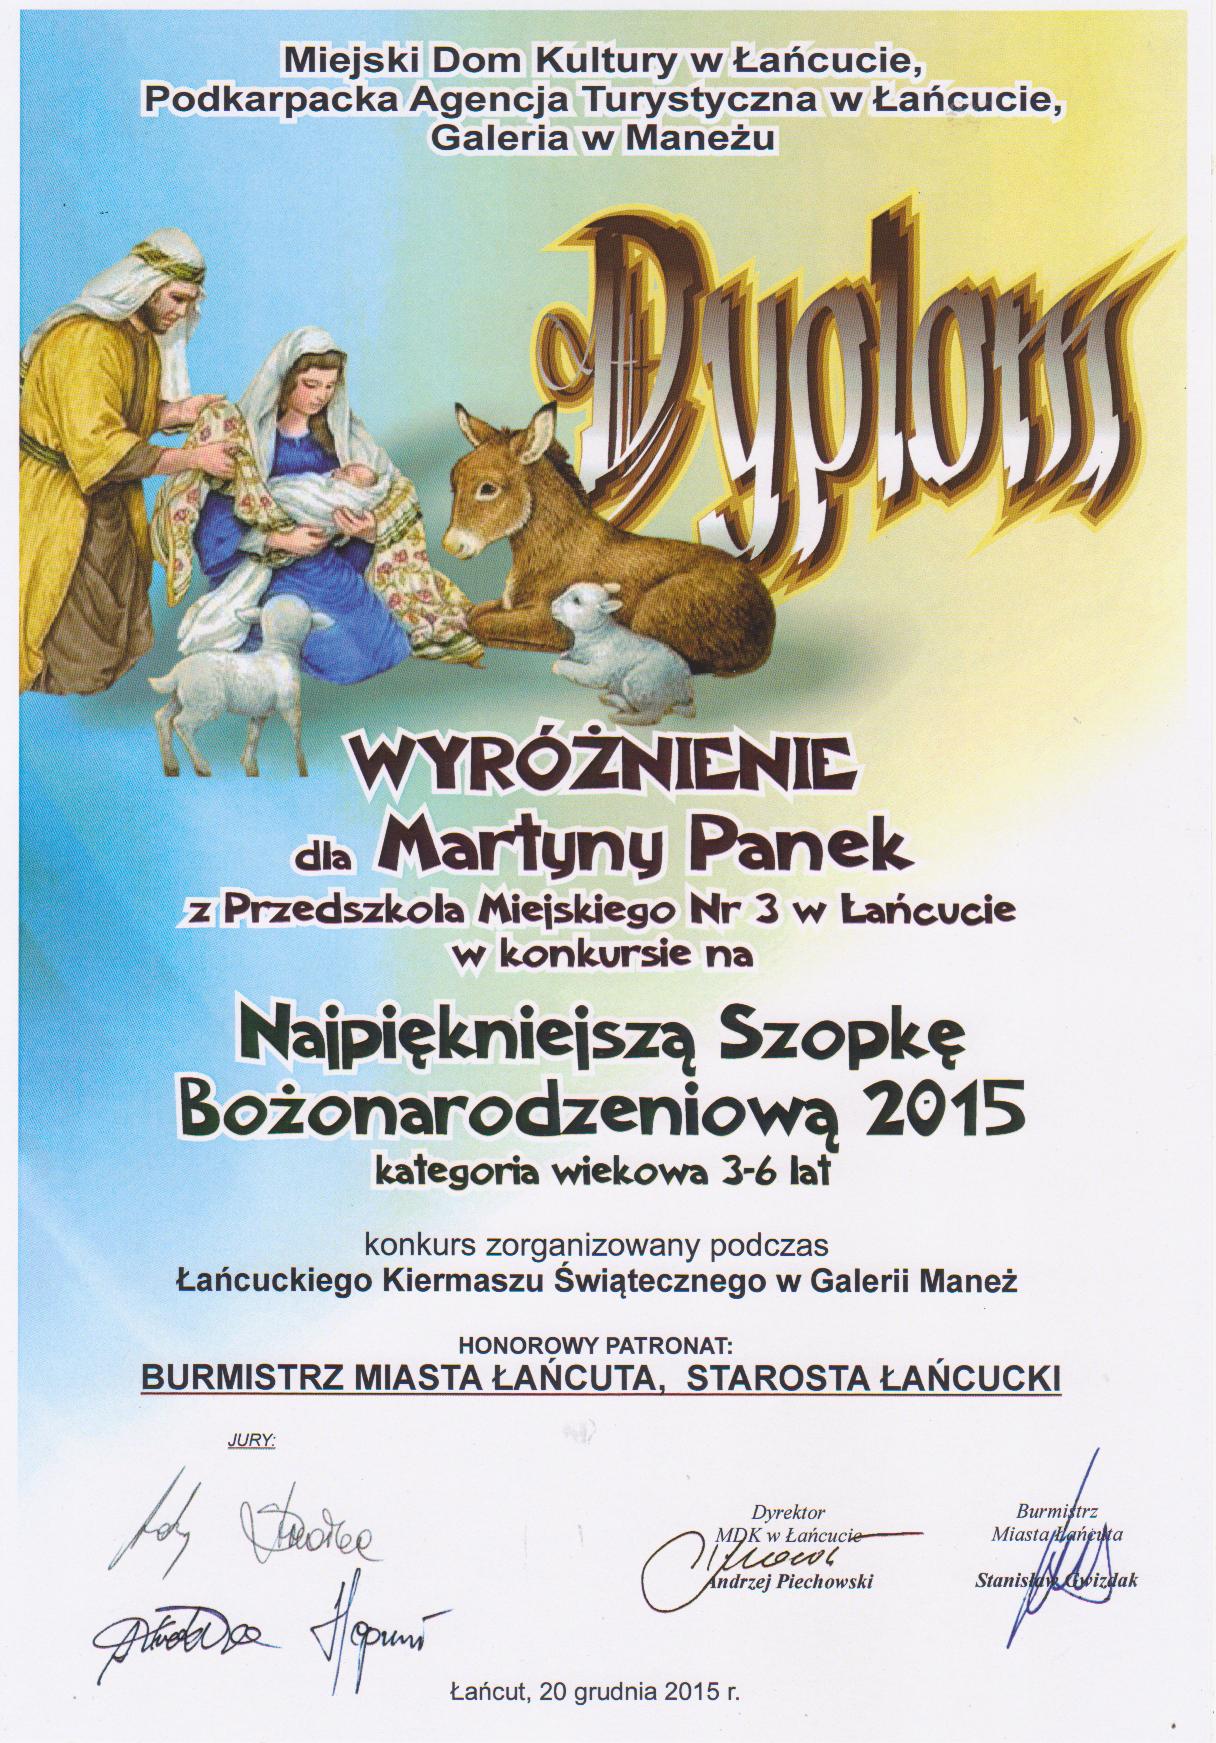 Miejski Dom Kultury w Łańcucie,
Podkarpacka Agencja Turystyczna w Łańcucie,
Galeria w Maneżu
Dyplom
WYRÓŻNIENIE
dla Martyny Panek
z Przedszkola Miejskiego Nr 3 w Łańcucie
w konkursie na
Najpiękniejszą Szopkę
Bożonarodzeniową 2015
kategoria wiekowa 3-6 lat
konkurs zorganizowany podczas
Łańcuckiego Kiermaszu Świątecznego w Galerii Maneż
HONOROWY PATRONAT:
BURMISTRZ MIASTA ŁAŃCUTA, STAROSTA ŁAŃCUCKI
JURY:
Dyrektor
MDK w Łańcucie
Andrzej Piechowski
Burmistrz
Miasta Łańcuta
Stanisław Gwizdak
Łańcut, 20 grudnia 2015 r.